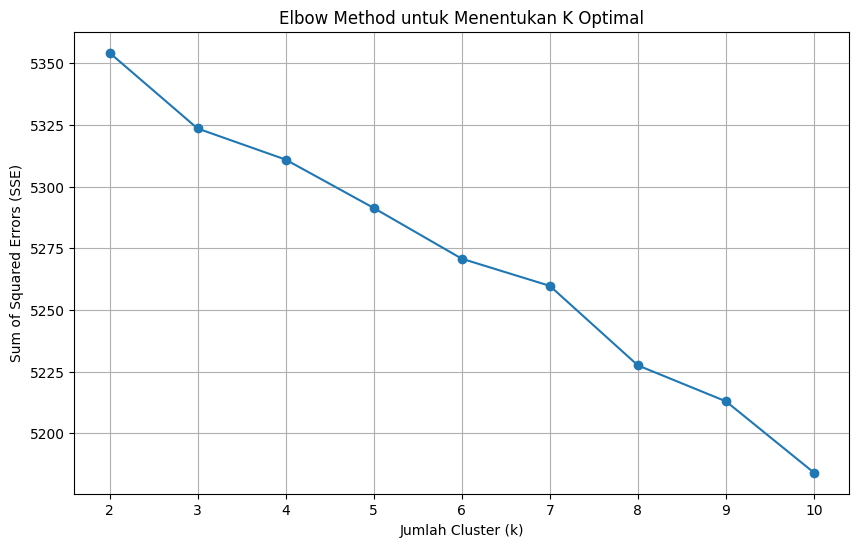 Elbow Method untuk Menentukan K Optimal
Sum of Squared Errors (SSE)
5350
5325
5300
5275
5250
5225
5200
2 3 4 5 6 7 8 9 10
Jumlah Cluster (k)